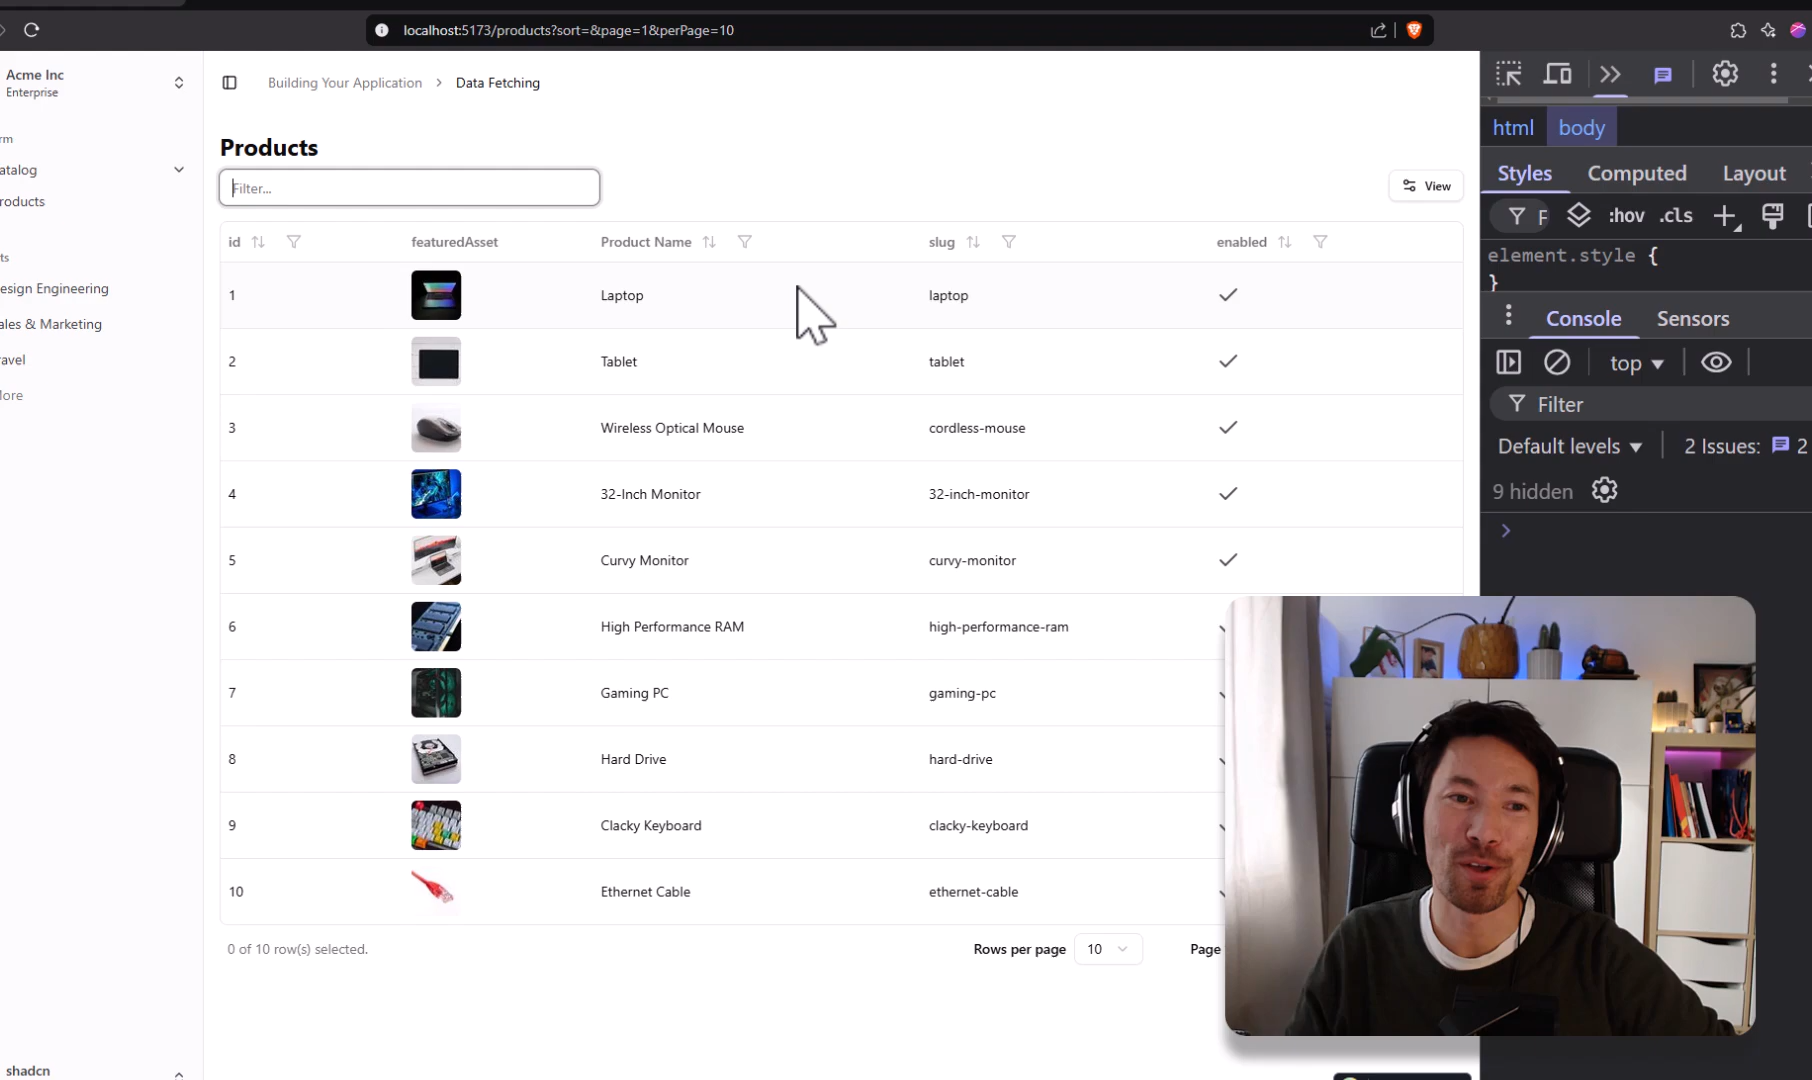 localhost:5173/products?sort=&page=1&perPage=10
Acme Inc
Enterprise
Building Your Application
Data Fetching
rm
atalog
roducts
ts
esign Engineering
ales & Marketing
ravel
lore
shadcn
Products
Filter...
View
id featuredAsset Product Name slug enabled
1 Laptop laptop
2 Tablet tablet
3 Wireless Optical Mouse cordless-mouse
4 32-Inch Monitor 32-inch-monitor
5 Curvy Monitor curvy-monitor
6 High Performance RAM high-performance-ram
7 Gaming PC gaming-pc
8 Hard Drive hard-drive
9 Clacky Keyboard clacky-keyboard
10 Ethernet Cable ethernet-cable
0 of 10 row(s) selected.
Rows per page 10 Page
html body
Styles Computed Layout
F :hov .cls
element.style {
}
Console Sensors
top
Filter
Default levels 2 Issues: 2
9 hidden